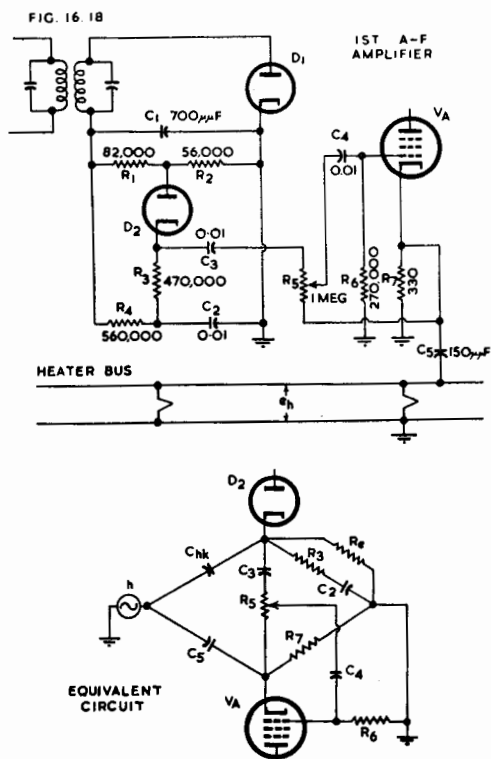 FIG. 16.18
D1
1ST A-F
AMPLIFIER
C1 700µµF
VA
C4
0.01
82,000
56,000
R1
R2
D2
0.01
C3
R3
470,000
R5
1 MEG
R6
270,000
R7
330
R4
560,000
C2
0.01
C5 150µµF
HEATER BUS
eh
D2
Chk
Re
R3
C3
C2
h
R5
R7
C5
C4
EQUIVALENT
CIRCUIT
VA
R6